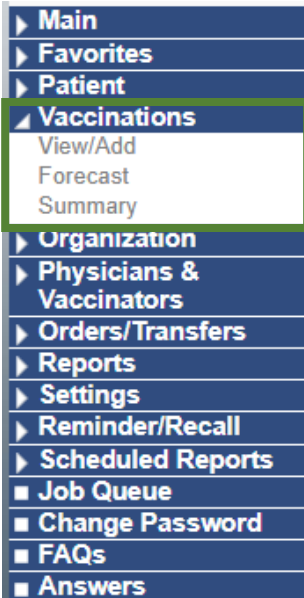 Main
Favorites
Patient
Vaccinations
View/Add
Forecast
Summary
Organization
Physicians &
Vaccinators
Orders/Transfers
Reports
Settings
Reminder/Recall
Scheduled Reports
Job Queue
Change Password
FAQs
Answers